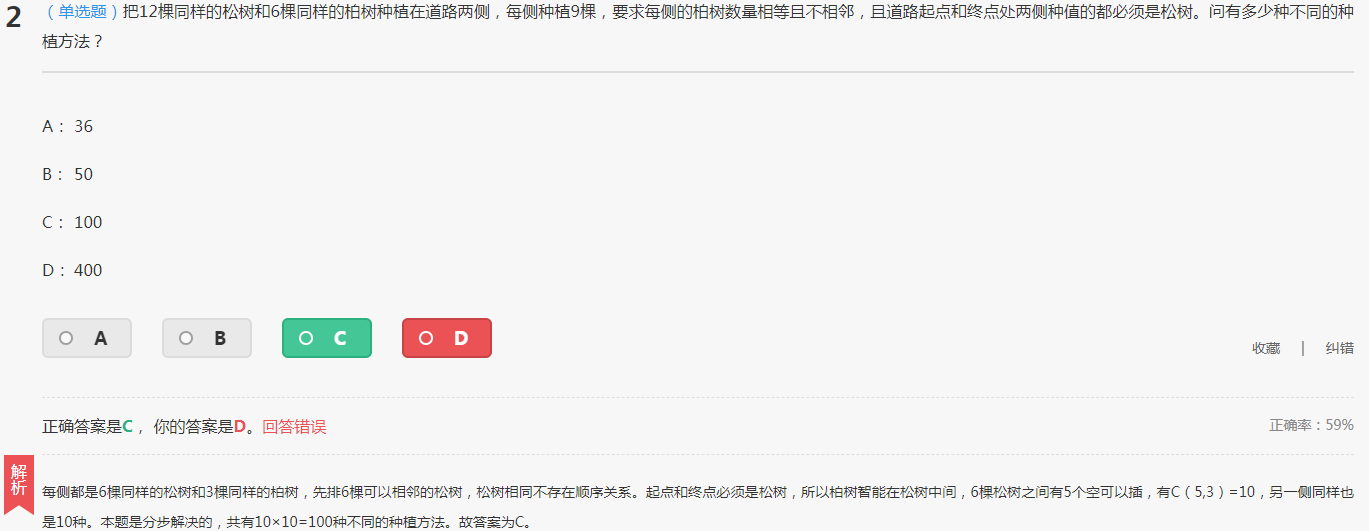 2
（单选题）把12棵同样的松树和6棵同样的柏树种植在道路两侧，每侧种植9棵，要求每侧的柏树数量相等且不相邻，且道路起点和终点处两侧种值的都必须是松树。问有多少种不同的种
植方法？
A： 36
B： 50
C： 100
D： 400
A B C D
收藏 | 纠错
正确答案是C， 你的答案是D。回答错误
正确率：59%
解析
每侧都是6棵同样的松树和3棵同样的柏树，先排6棵可以相邻的松树，松树相同不存在顺序关系。起点和终点必须是松树，所以柏树智能在松树中间，6棵松树之间有5个空可以插，有C（5,3）=10，另一侧同样也
是10种。本题是分步解决的，共有10×10=100种不同的种植方法。故答案为C。